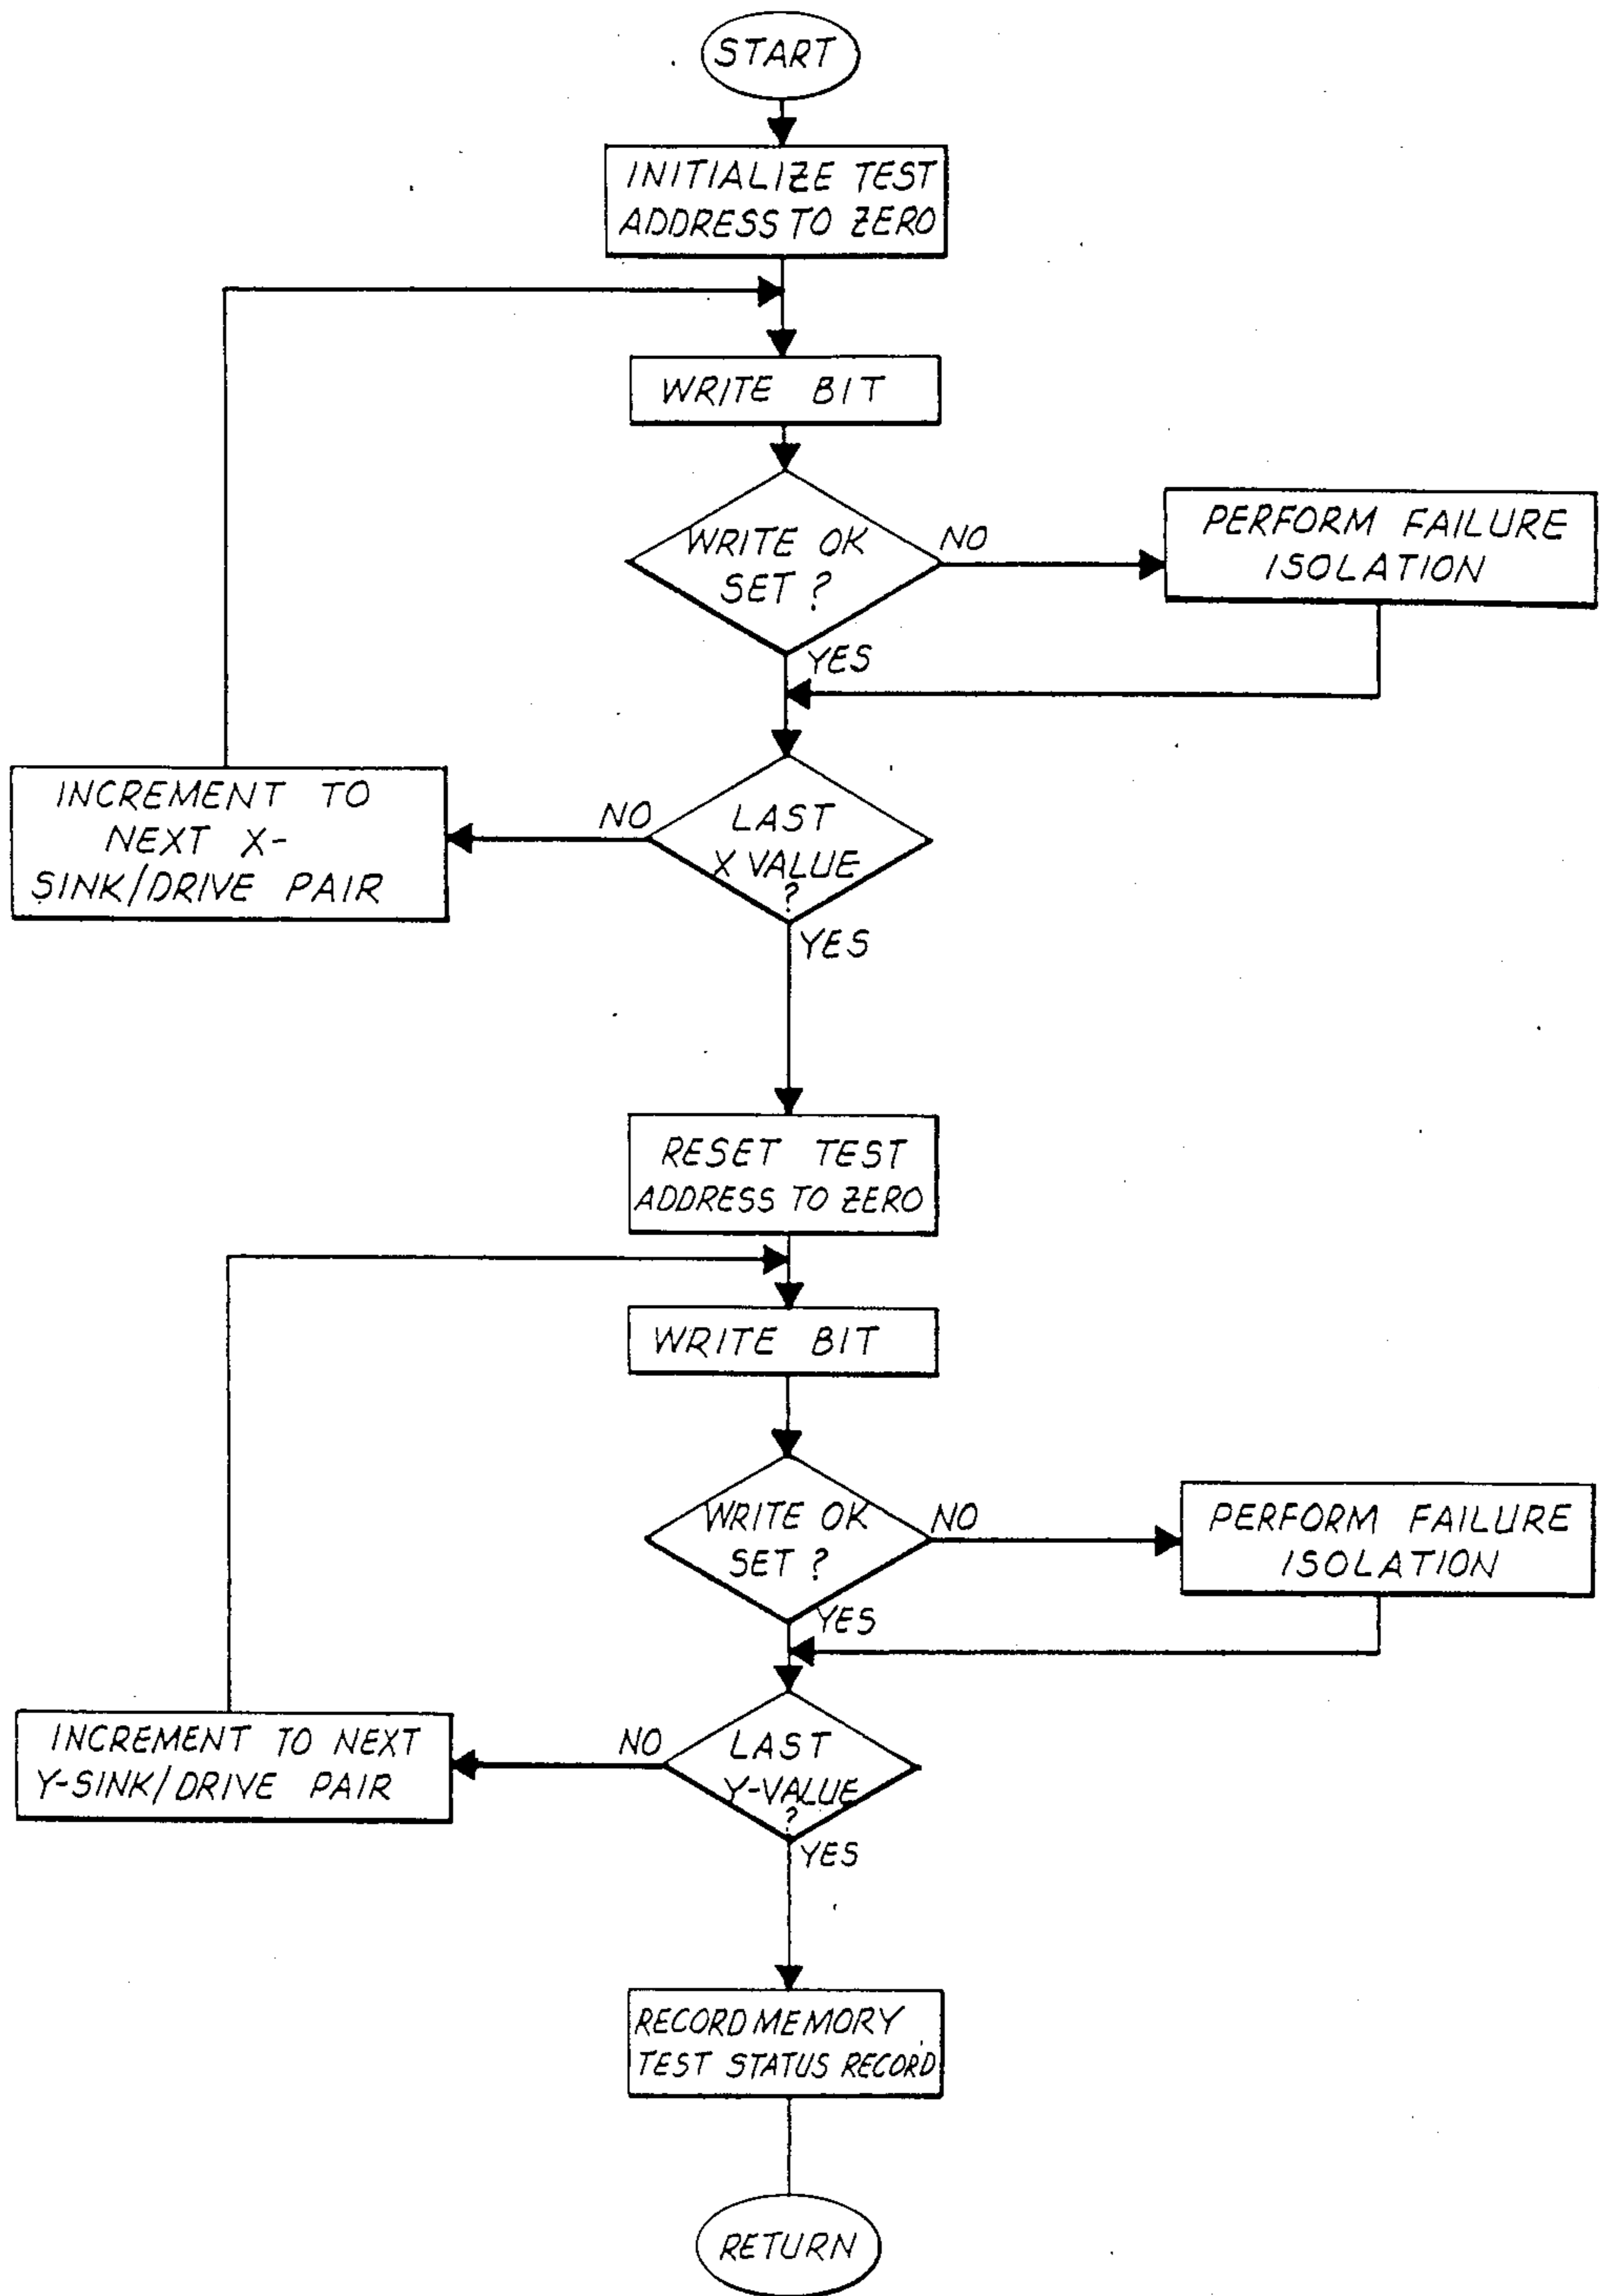 START
INITIALIZE TEST
ADDRESS TO ZERO
WRITE BIT
WRITE OK
SET ?
NO
PERFORM FAILURE
ISOLATION
YES
LAST
X VALUE
?
NO
INCREMENT TO
NEXT X-
SINK/DRIVE PAIR
YES
RESET TEST
ADDRESS TO ZERO
WRITE BIT
WRITE OK
SET ?
NO
PERFORM FAILURE
ISOLATION
YES
LAST
Y-VALUE
?
NO
INCREMENT TO NEXT
Y-SINK/DRIVE PAIR
YES
RECORD MEMORY
TEST STATUS RECORD
RETURN